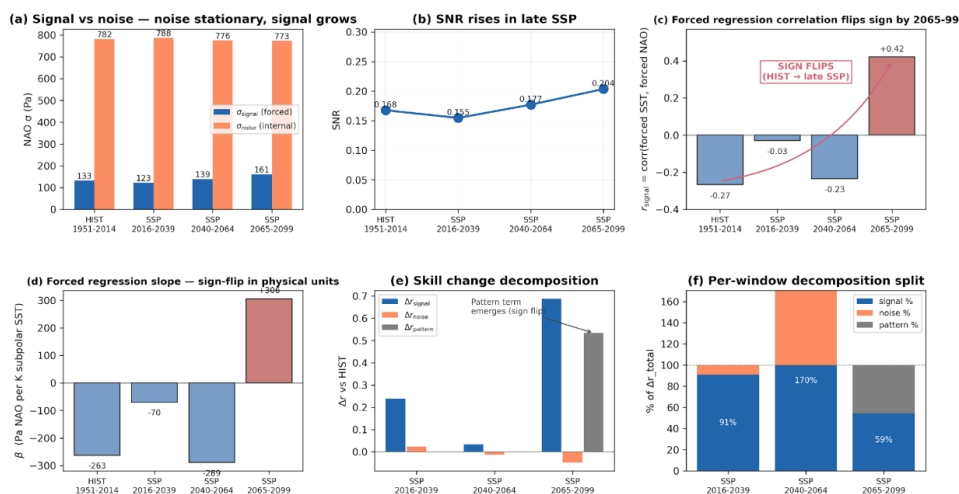 (a) Signal vs noise — noise stationary, signal grows
NAO σ (Pa)
800
700
600
500
400
300
200
100
0
782
788
776
773
133
123
139
161
σsignal (forced)
σnoise (internal)
HIST
1951-2014
SSP
2016-2039
SSP
2040-2064
SSP
2065-2099
(b) SNR rises in late SSP
SNR
0.30
0.25
0.20
0.15
0.10
0.05
0.00
0.168
0.155
0.177
0.204
HIST
1951-2014
SSP
2016-2039
SSP
2040-2064
SSP
2065-2099
(c) Forced regression correlation flips sign by 2065-99
rsignal = corr(forced SST, forced NAO)
0.4
0.2
0.0
−0.2
−0.4
SIGN FLIPS
(HIST → late SSP)
-0.27
-0.03
-0.23
+0.42
HIST
1951-2014
SSP
2016-2039
SSP
2040-2064
SSP
2065-2099
(d) Forced regression slope — sign-flip in physical units
β (Pa NAO per K subpolar SST)
300
200
100
0
−100
−200
−300
-263
-70
-289
+306
HIST
1951-2014
SSP
2016-2039
SSP
2040-2064
SSP
2065-2099
(e) Skill change decomposition
Δr vs HIST
0.7
0.6
0.5
0.4
0.3
0.2
0.1
0.0
Δrsignal
Δrnoise
Δrpattern
Pattern term
emerges (sign flip)
SSP
2016-2039
SSP
2040-2064
SSP
2065-2099
(f) Per-window decomposition split
% of Δr_total
160
140
120
100
80
60
40
20
0
signal %
noise %
pattern %
91%
170%
59%
SSP
2016-2039
SSP
2040-2064
SSP
2065-2099